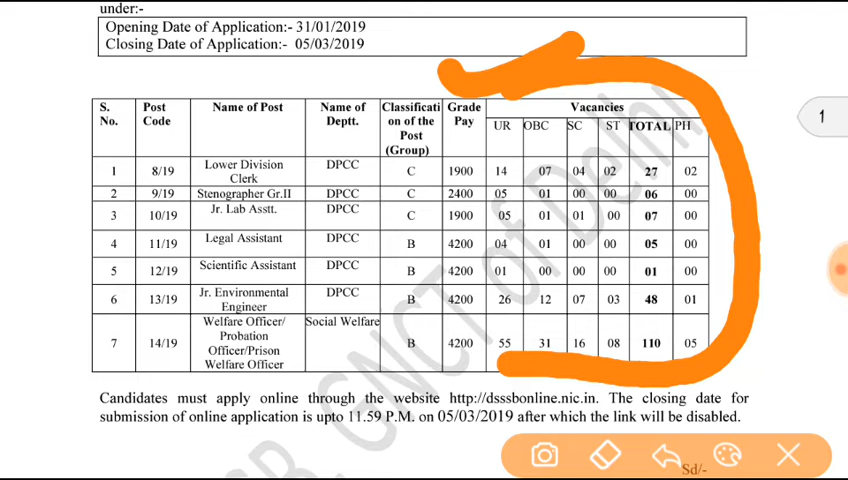 under:-
Opening Date of Application:- 31/01/2019
Closing Date of Application:- 05/03/2019
S. No. Post Code Name of Post Name of Deptt. Classificati on of the Post (Group) Grade Pay Vacancies
UR OBC SC ST TOTAL PH
1 8/19 Lower Division Clerk DPCC C 1900 14 07 04 02 27 02
2 9/19 Stenographer Gr.II DPCC C 2400 05 01 00 00 06 00
3 10/19 Jr. Lab Asstt. DPCC C 1900 05 01 01 00 07 00
4 11/19 Legal Assistant DPCC B 4200 04 01 00 00 05 00
5 12/19 Scientific Assistant DPCC B 4200 01 00 00 00 01 00
6 13/19 Jr. Environmental Engineer DPCC B 4200 26 12 07 03 48 01
7 14/19 Welfare Officer/ Probation Officer/Prison Welfare Officer Social Welfare B 4200 55 31 16 08 110 05
Candidates must apply online through the website http://dsssbonline.nic.in. The closing date for
submission of online application is upto 11.59 P.M. on 05/03/2019 after which the link will be disabled.
Sd/-
1
GNCT of Delhi